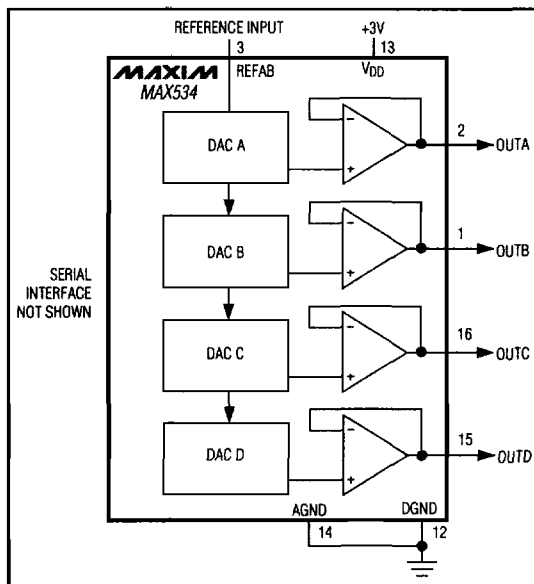 REFERENCE INPUT
+3V
3
13
MAXIM
REFAB
VDD
MAX534
DAC A
-
+
2
OUTA
DAC B
-
+
1
OUTB
SERIAL
INTERFACE
NOT SHOWN
DAC C
-
+
16
OUTC
DAC D
-
+
15
OUTD
AGND
DGND
14
12